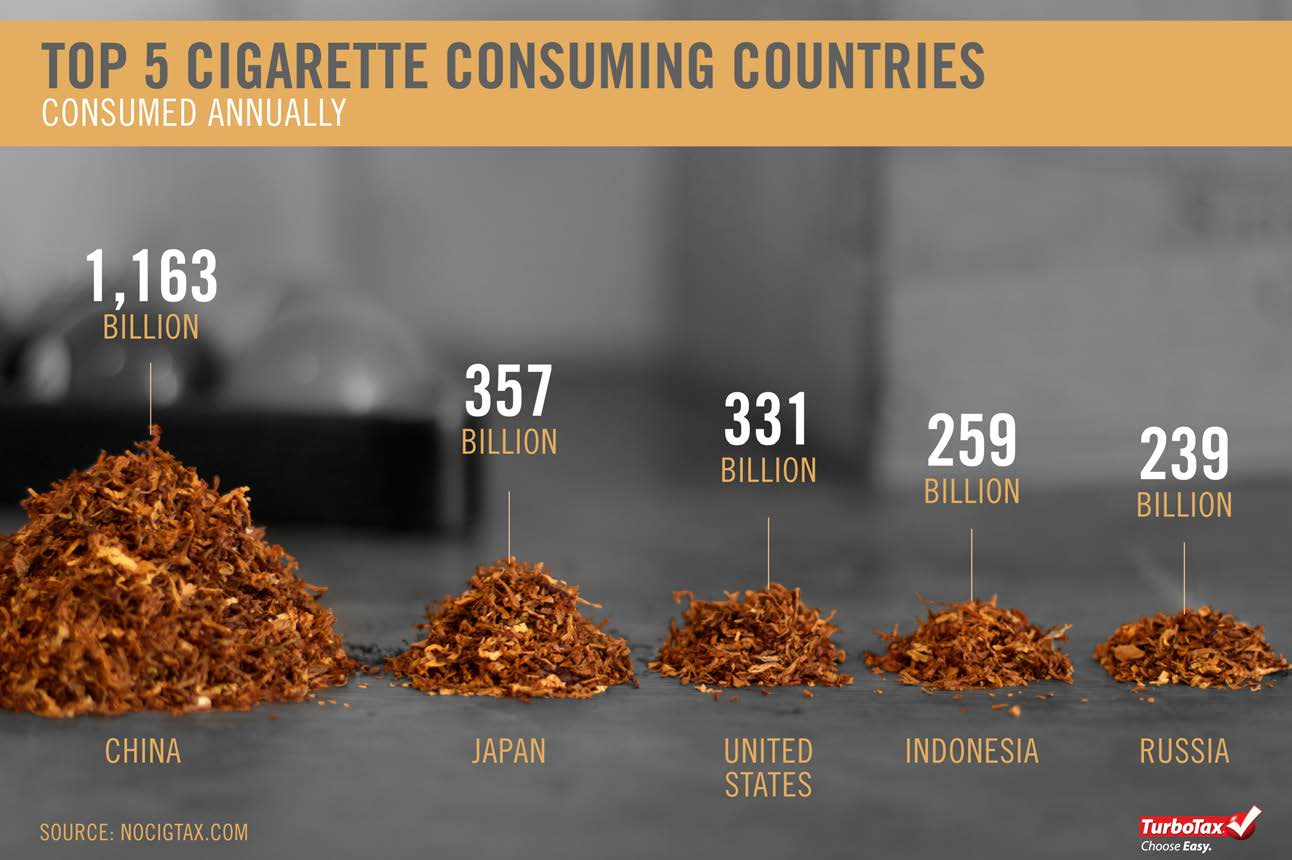 TOP 5 CIGARETTE CONSUMING COUNTRIES
CONSUMED ANNUALLY
1,163
BILLION
357
BILLION
331
BILLION
259
BILLION
239
BILLION
CHINA
JAPAN
UNITED
STATES
INDONESIA
RUSSIA
SOURCE: NOCIGTAX.COM
TurboTax
Choose Easy.